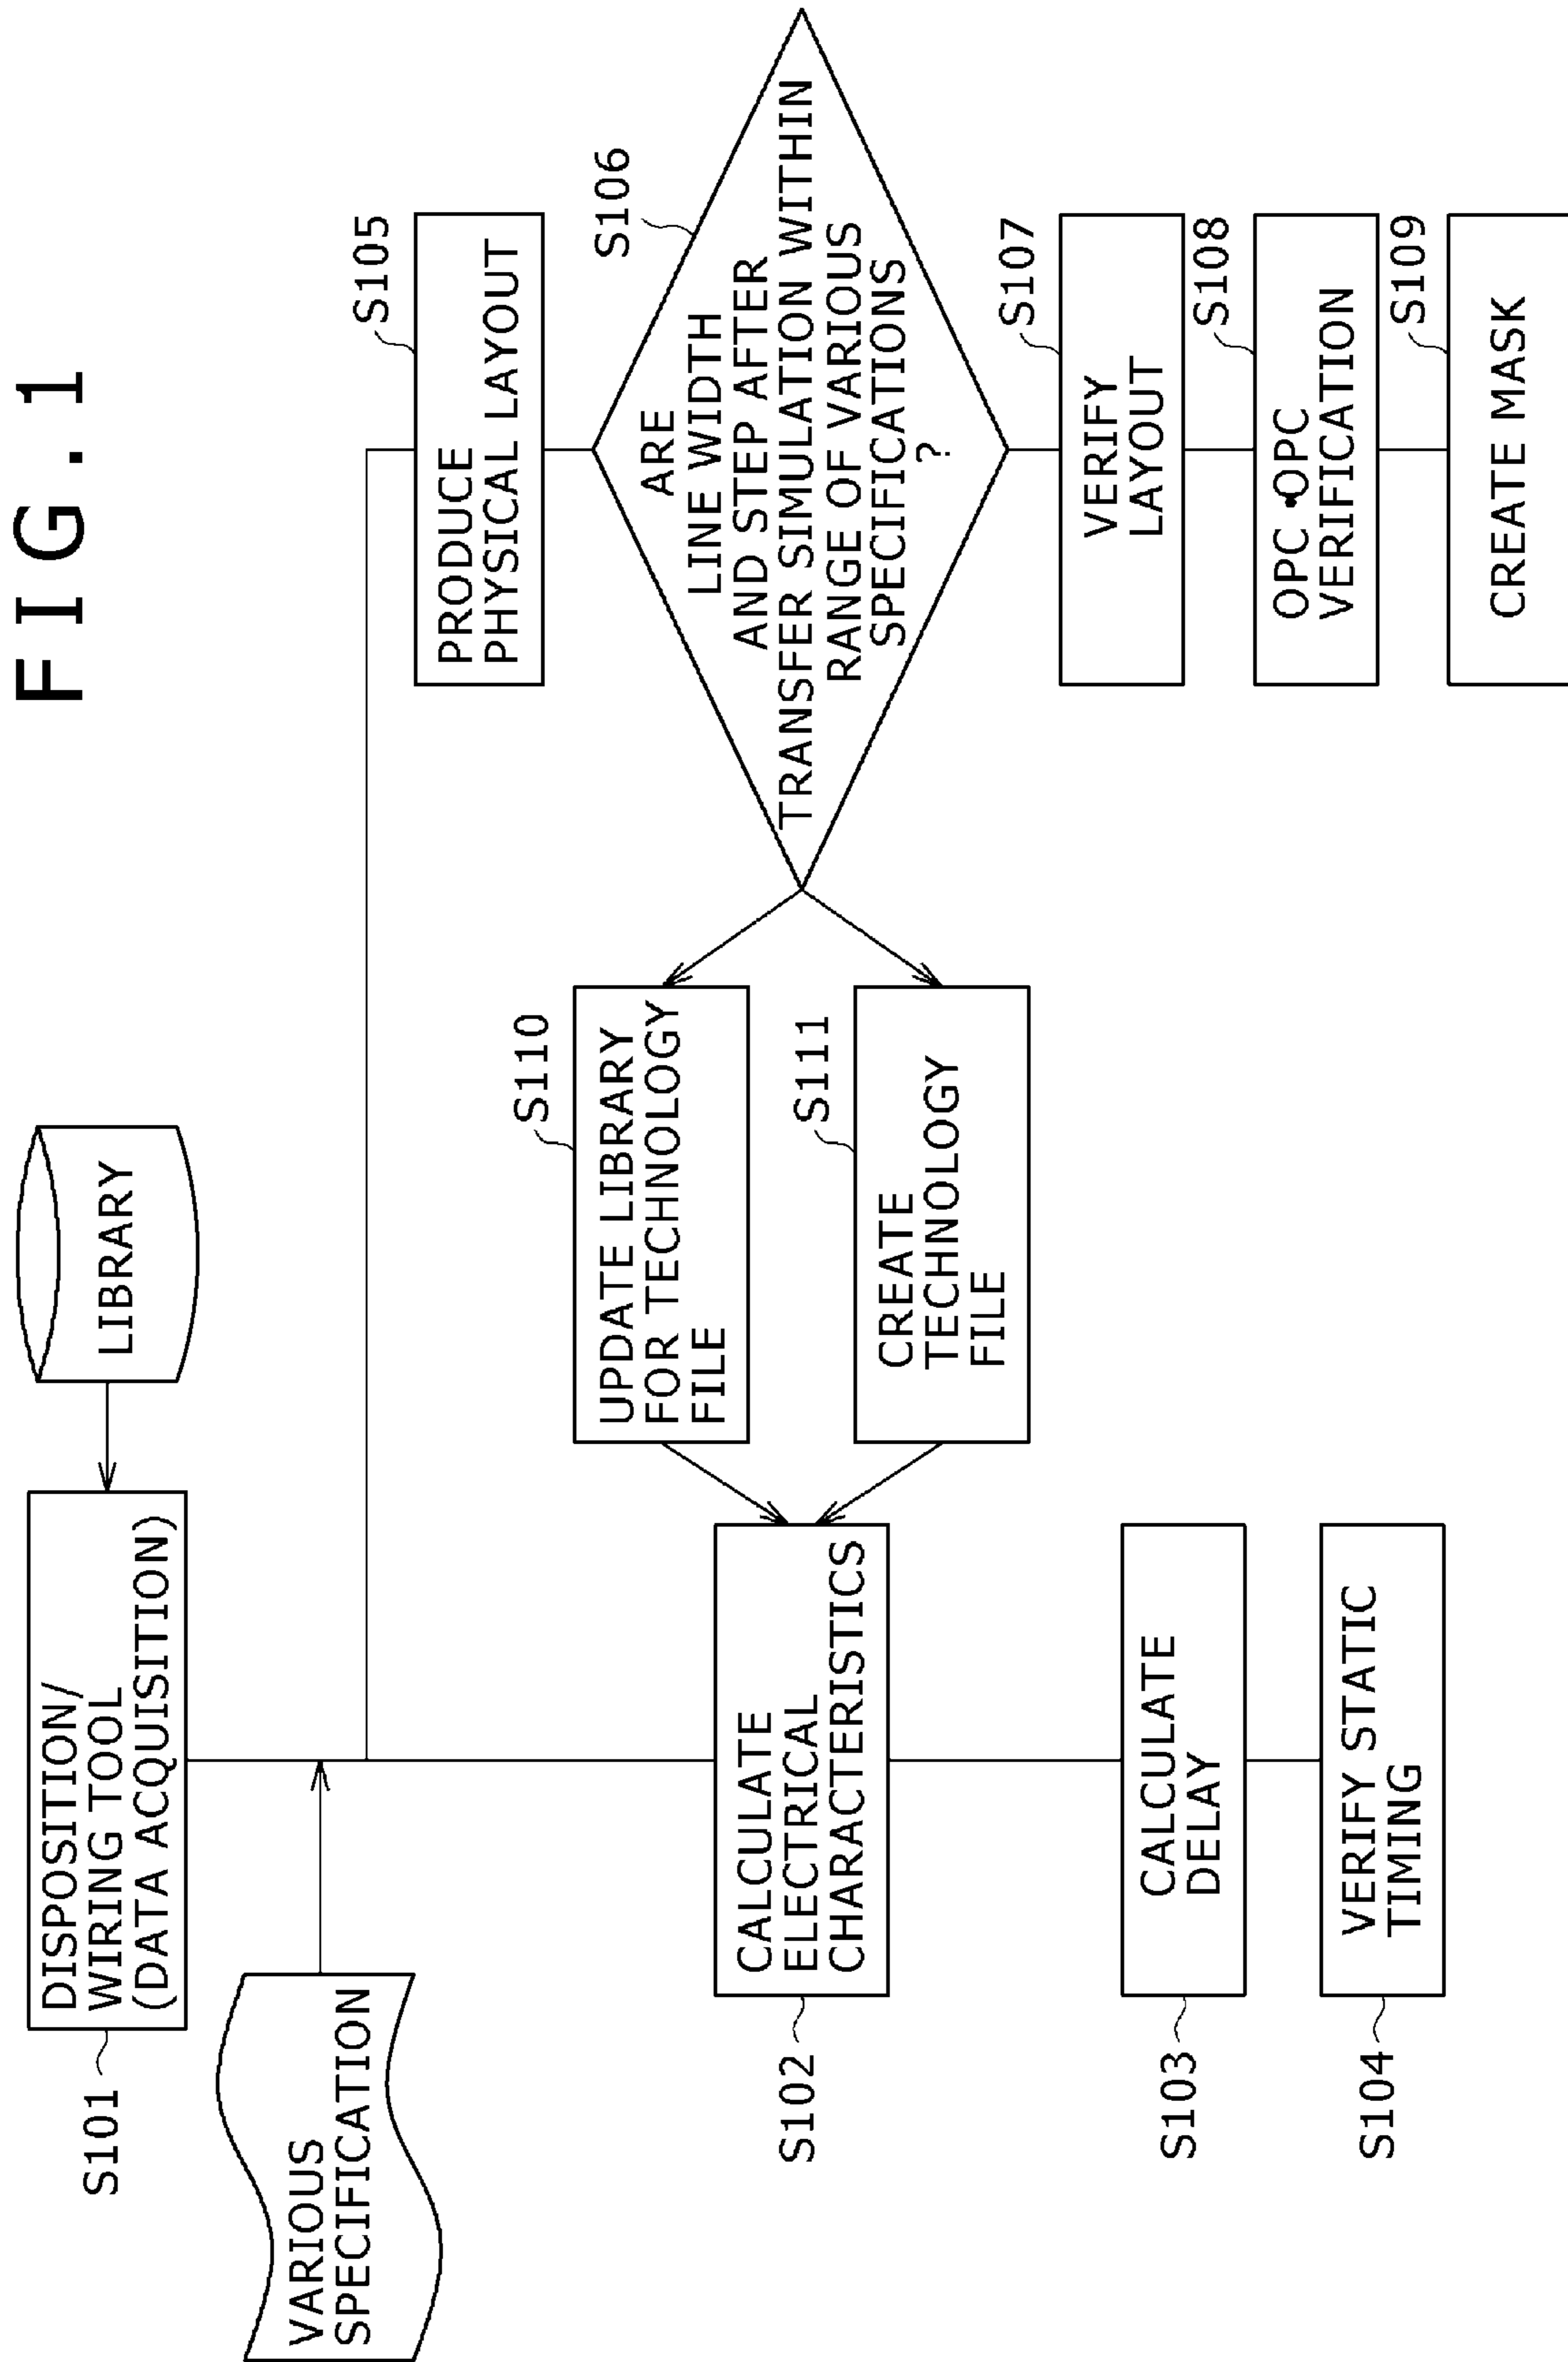 FIG.1
LIBRARY
DISPOSITION/
WIRING TOOL
(DATA ACQUISITION)
S101
VARIOUS
SPECIFICATION
PRODUCE
PHYSICAL LAYOUT
S105
ARE
LINE WIDTH
AND STEP AFTER
TRANSFER SIMULATION WITHIN
RANGE OF VARIOUS
SPECIFICATIONS
?
S106
UPDATE LIBRARY
FOR TECHNOLOGY
FILE
S110
CREATE
TECHNOLOGY
FILE
S111
CALCULATE
ELECTRICAL
CHARACTERISTICS
S102
CALCULATE
DELAY
S103
VERIFY STATIC
TIMING
S104
VERIFY
LAYOUT
S107
OPC•OPC
VERIFICATION
S108
CREATE MASK
S109